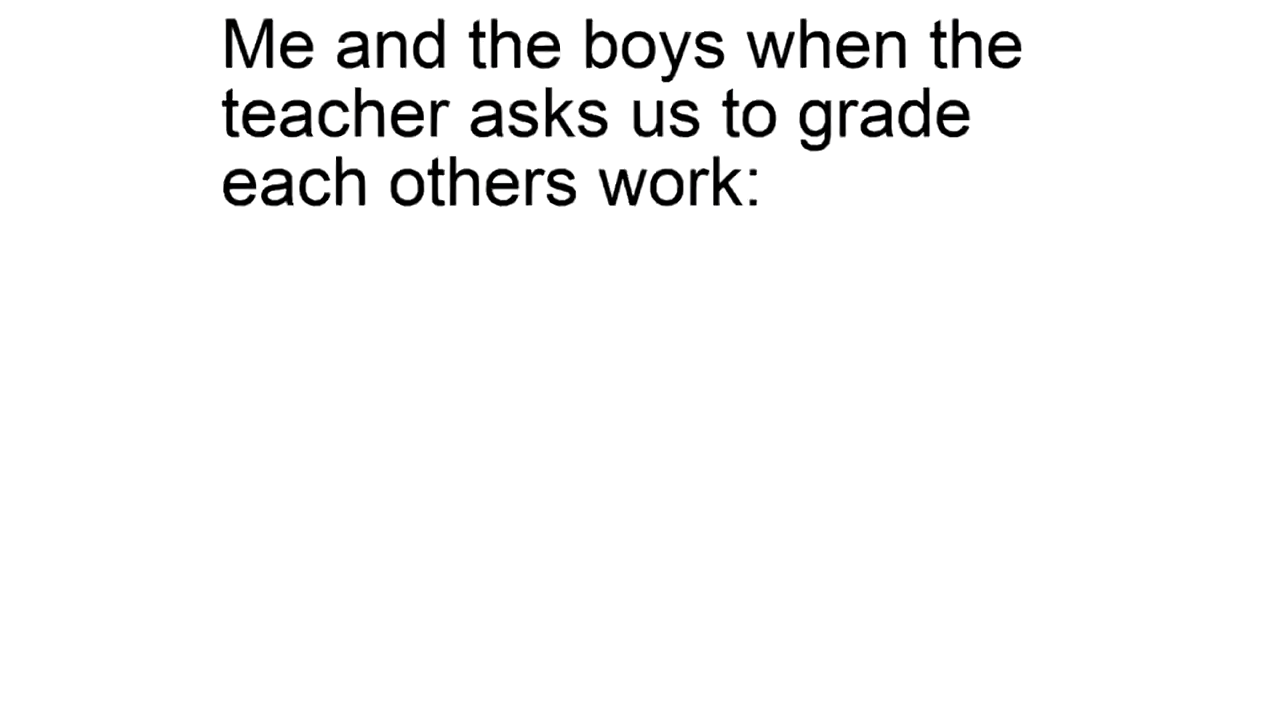 Me and the boys when the
teacher asks us to grade
each others work: